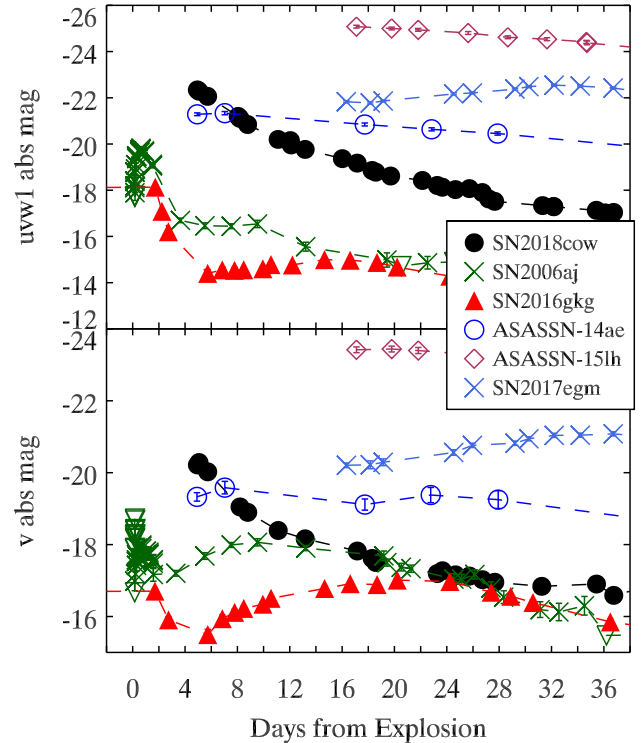 -26
-24
-22
-20
-18
-16
-14
-12
uvw1 abs mag
SN2018cow
SN2006aj
SN2016gkg
ASASSN-14ae
ASASSN-15lh
SN2017egm
-24
-22
-20
-18
-16
v abs mag
0 4 8 12 16 20 24 28 32 36
Days from Explosion